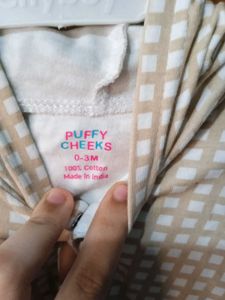 PUFFY
CHEEKS
0-3M
100% Cotton
Made in India